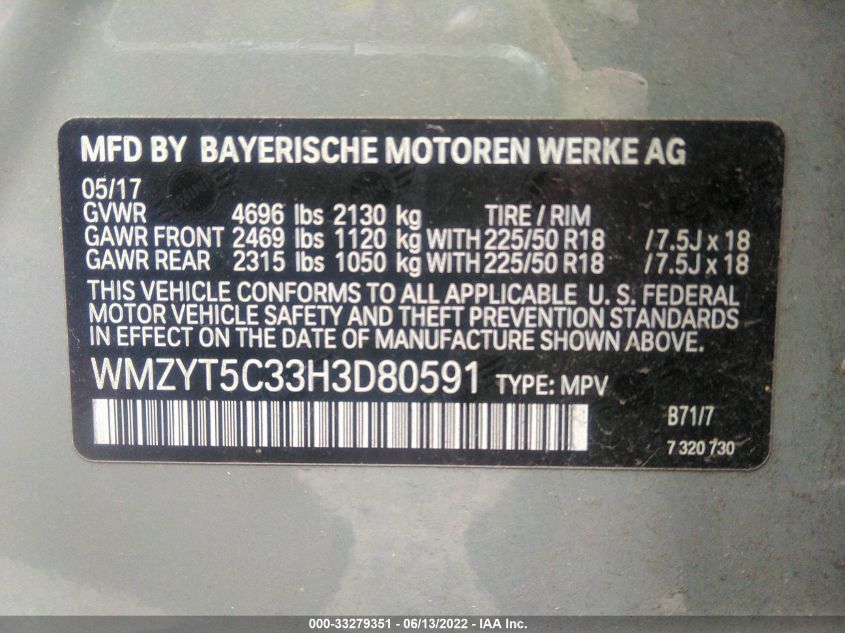 MFD BY BAYERISCHE MOTOREN WERKE AG
05/17
GVWR 4696 lbs 2130 kg TIRE / RIM
GAWR FRONT 2469 lbs 1120 kg WITH 225/50 R18 / 7.5J x 18
GAWR REAR 2315 lbs 1050 kg WITH 225/50 R18 / 7.5J x 18
THIS VEHICLE CONFORMS TO ALL APPLICABLE U. S. FEDERAL
MOTOR VEHICLE SAFETY AND THEFT PREVENTION STANDARDS
IN EFFECT ON THE DATE OF MANUFACTURE SHOWN ABOVE.
WMZYT5C33H3D80591 TYPE: MPV
B71/7
7 320 730
000-33279351 - 06/13/2022 - IAA Inc.